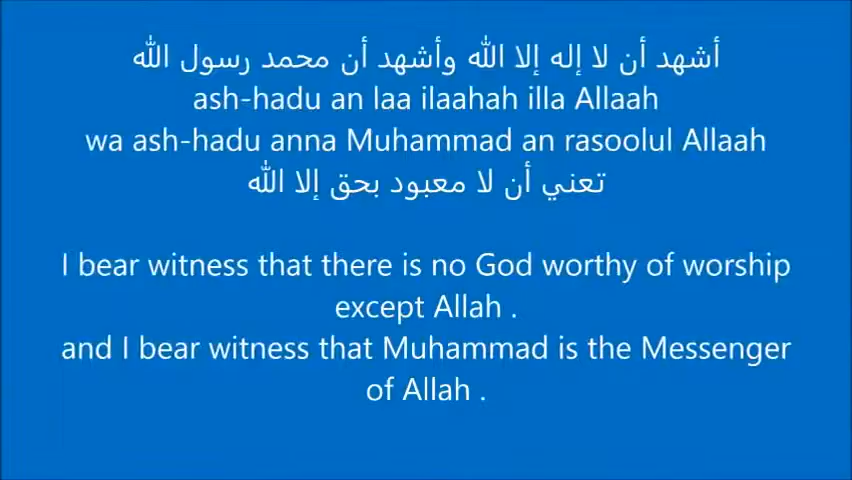 أشهد أن لا إله إلا الله وأشهد أن محمد رسول الله
ash-hadu an laa ilaahah illa Allaah
wa ash-hadu anna Muhammad an rasoolul Allaah
تعني أن لا معبود بحق إلا الله
I bear witness that there is no God worthy of worship
except Allah .
and I bear witness that Muhammad is the Messenger
of Allah .